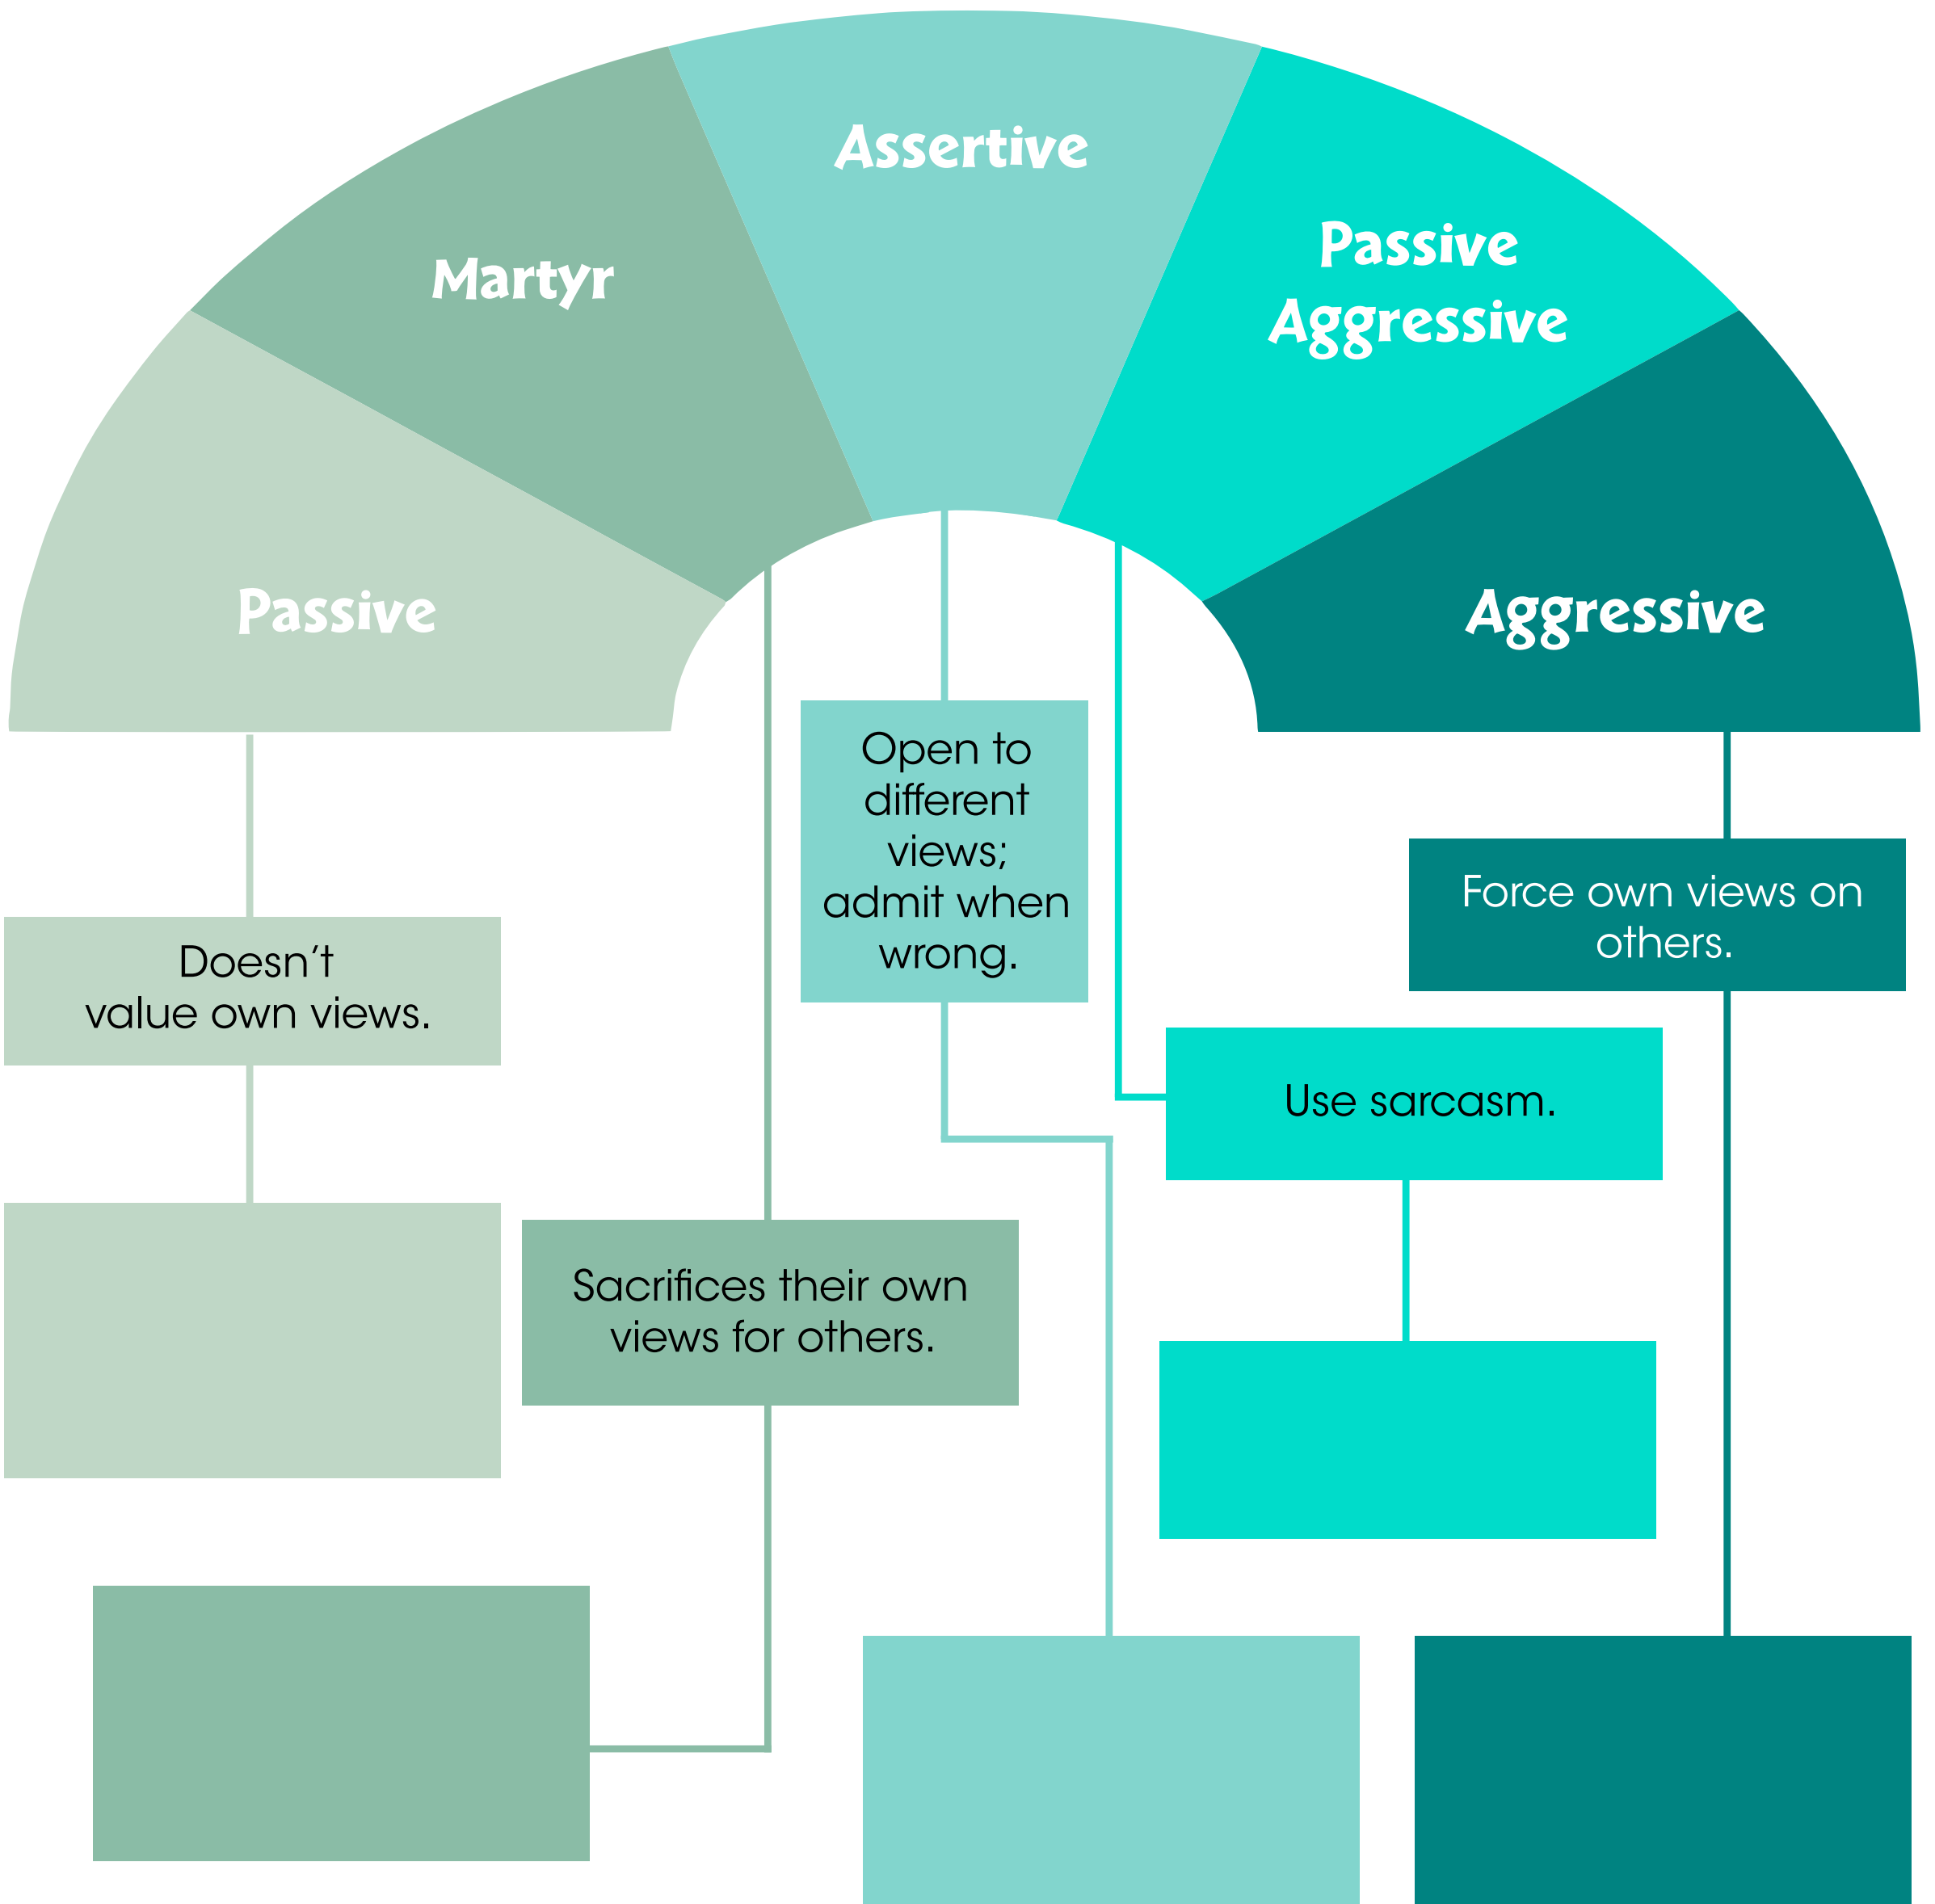 Assertive
Martyr
Passive
Aggressive
Passive
Aggressive
Doesn't
value own views.
Sacrifices their own
views for others.
Open to
different
views;
admit when
wrong.
Use sarcasm.
Force own views on
others.